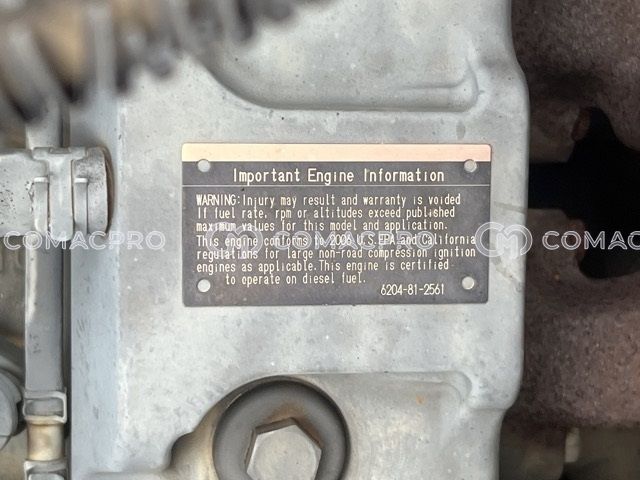 Important Engine Information
WARNING: Injury may result and warranty is voided
If fuel rate, rpm or altitudes exceed published
maximum values for this model and application.
This engine conforms to 2006 U.S.EPA and California
regulations for large non-road compression ignition
engines as applicable. This engine is certified
to operate on diesel fuel.
6204-81-2561
COMACPRO COMACPRO COMACPRO